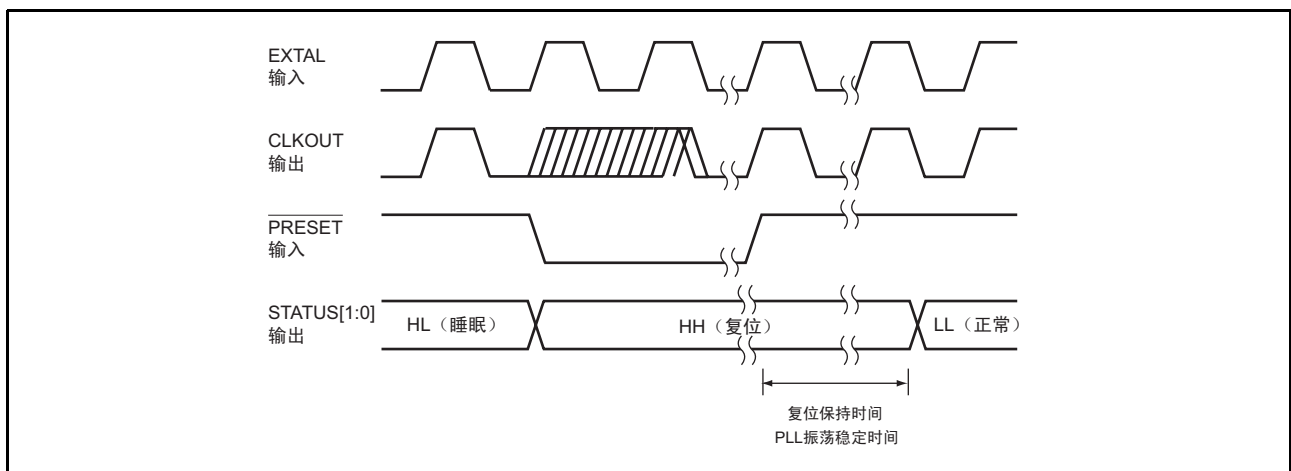 EXTAL
输入
CLKOUT
输出
PRESET
输入
STATUS[1:0]
输出
HL（睡眠）
HH（复位）
LL（正常）
复位保持时间
PLL振荡稳定时间